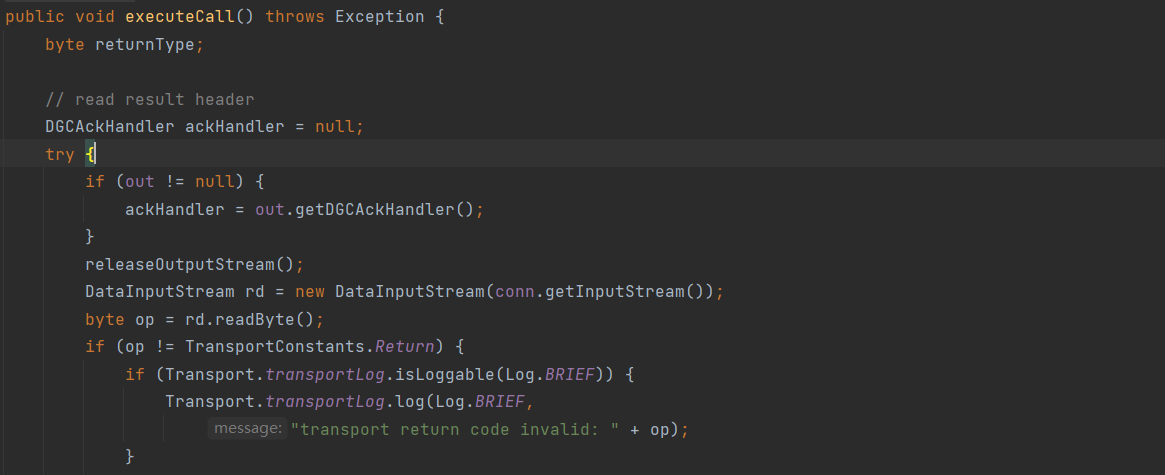 public void executeCall() throws Exception {
    byte returnType;

    // read result header
    DGCAckHandler ackHandler = null;
    try {
        if (out != null) {
            ackHandler = out.getDGCAckHandler();
        }
        releaseOutputStream();
        DataInputStream rd = new DataInputStream(conn.getInputStream());
        byte op = rd.readByte();
        if (op != TransportConstants.Return) {
            if (Transport.transportLog.isLoggable(Log.BRIEF)) {
                Transport.transportLog.log(Log.BRIEF,
                    message: "transport return code invalid: " + op);
            }